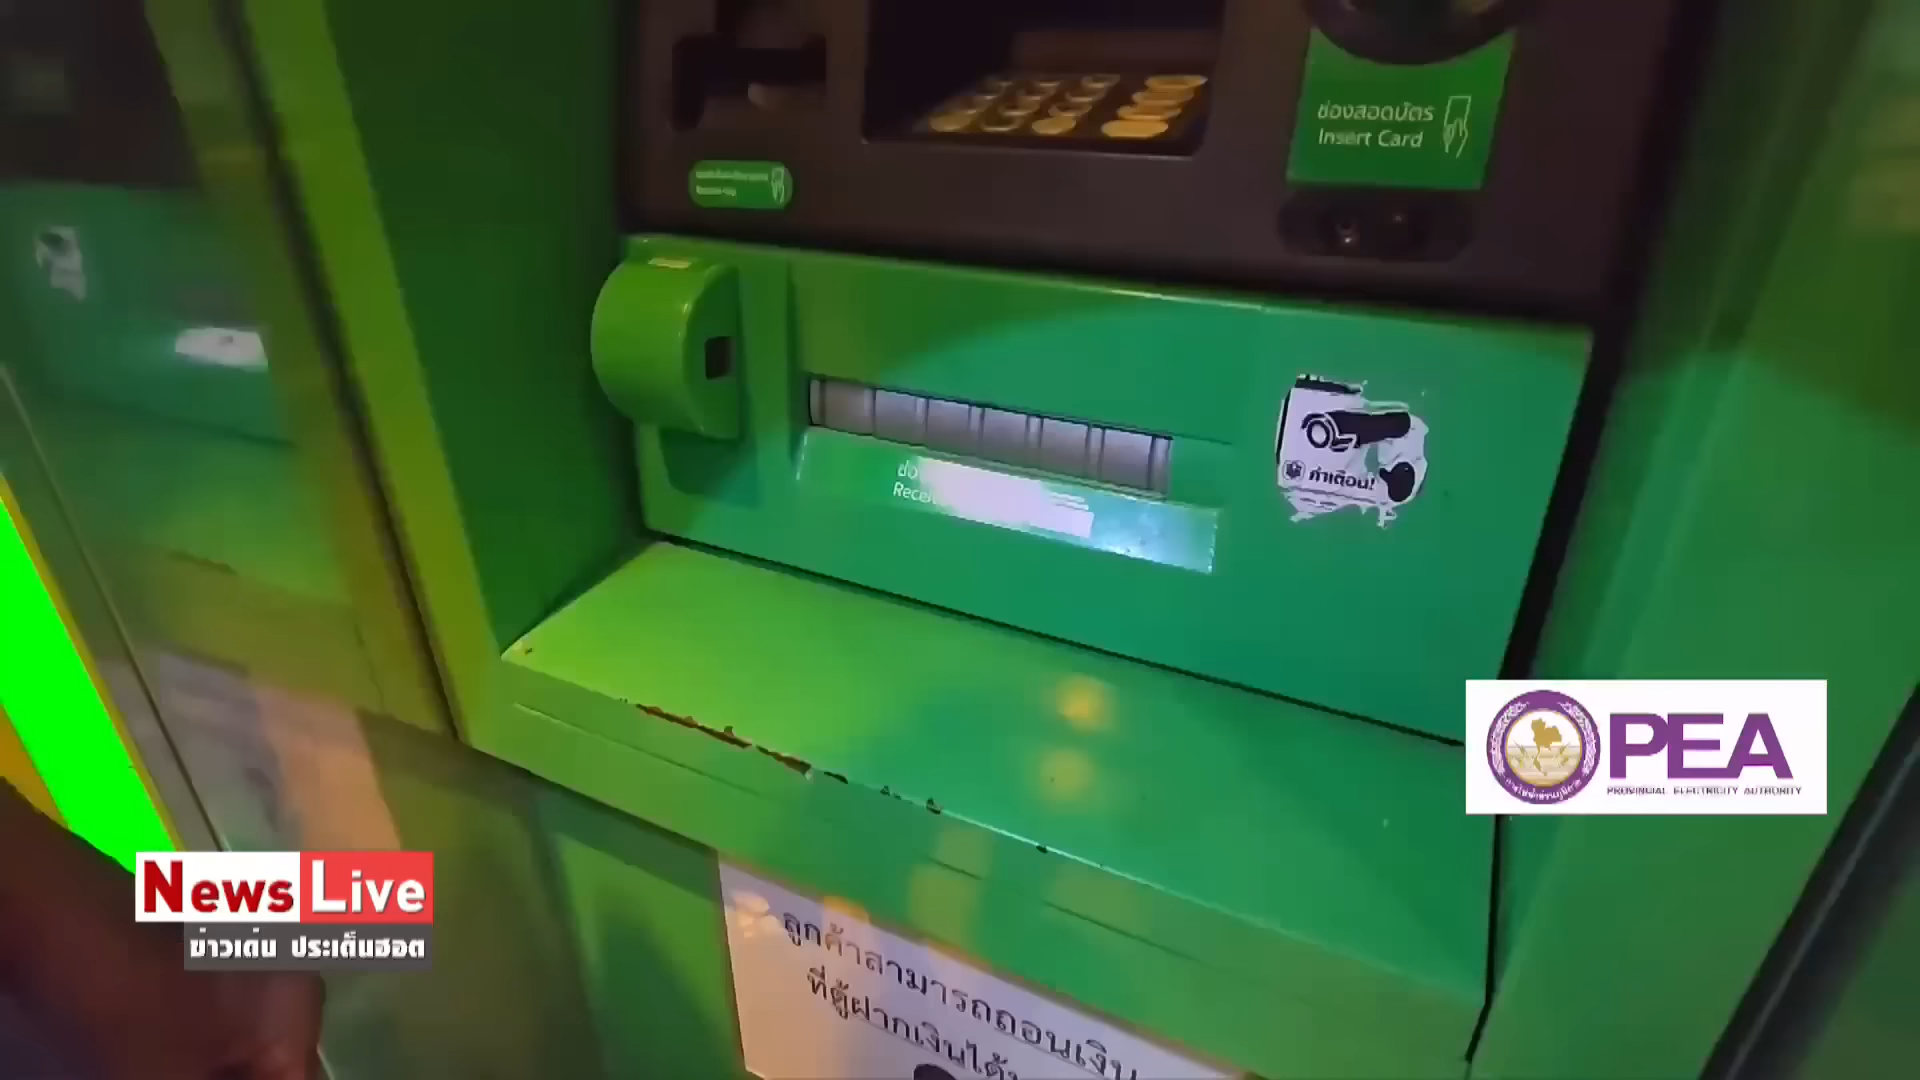 ช่องสอดบัตร
Insert Card
คำเตือน!
PEA
PROVINCIAL ELECTRICITY AUTHORITY
News Live
ข่าวเด่น ประเด็นฮอต
ลูกค้าสามารถถอนเงิน
ที่ตู้ฝากเงินได้